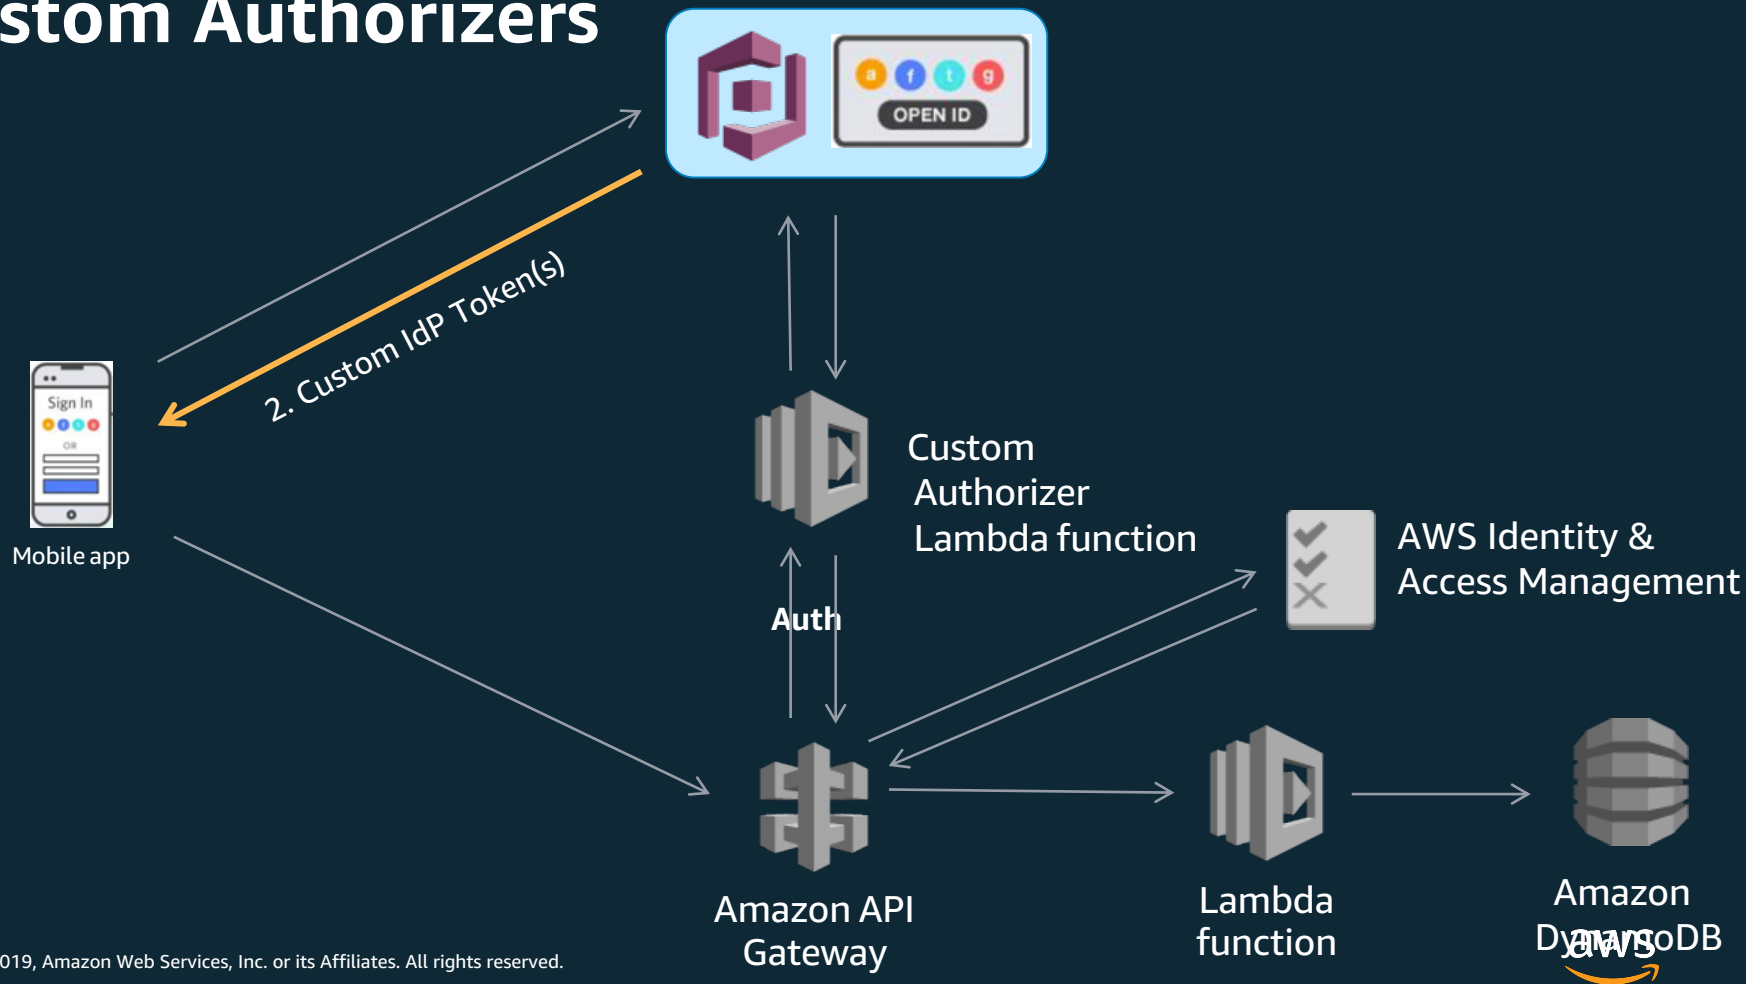 stom Authorizers
a f t g
OPEN ID
2. Custom IdP Token(s)
Sign In
OR
Mobile app
Custom
Authorizer
Lambda function
AWS Identity &
Access Management
Auth
Amazon API
Gateway
Lambda
function
Amazon
DynamoDB
aws
019, Amazon Web Services, Inc. or its Affiliates. All rights reserved.